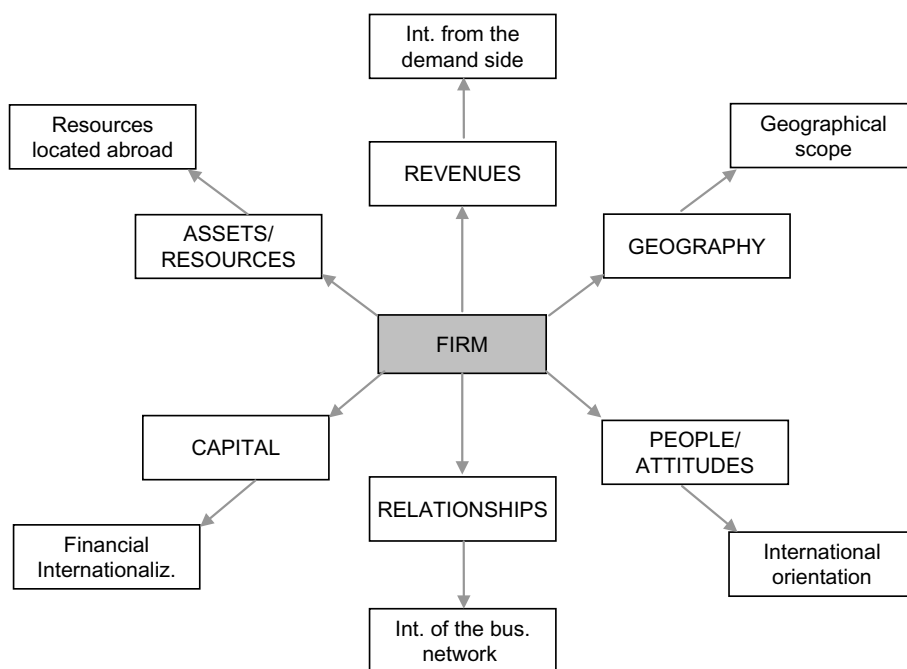 Int. from the
demand side
Resources
located abroad
Geographical
scope
REVENUES
ASSETS/
RESOURCES
GEOGRAPHY
FIRM
CAPITAL
PEOPLE/
ATTITUDES
RELATIONSHIPS
Financial
Internationaliz.
International
orientation
Int. of the bus.
network